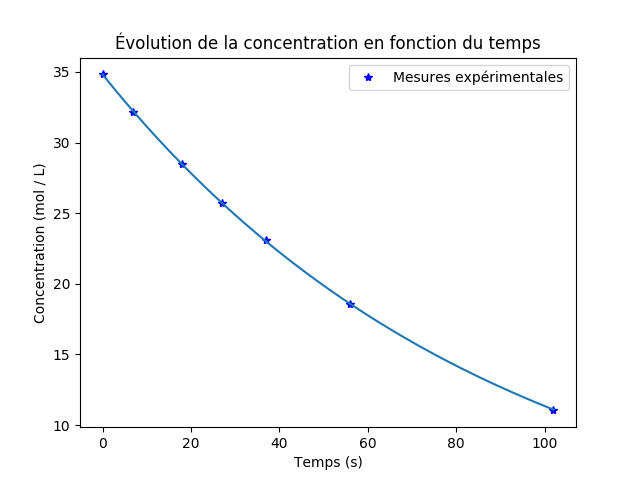 Évolution de la concentration en fonction du temps
Mesures expérimentales
Concentration (mol / L)
35
30
25
20
15
10
0 20 40 60 80 100
Temps (s)